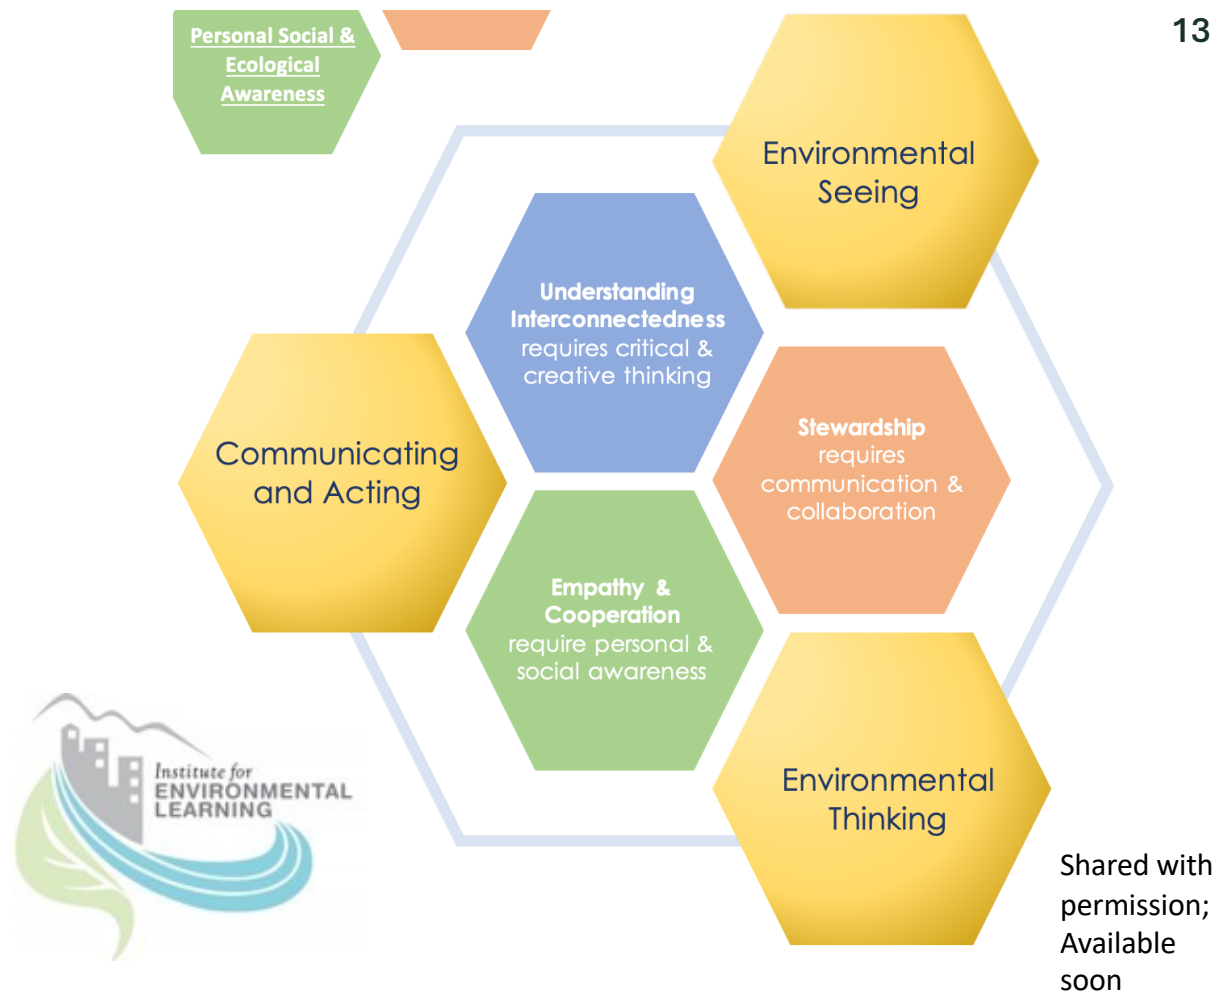 13
Personal Social &
Ecological
Awareness
Environmental
Seeing
Understanding
Interconnectedness
requires critical &
creative thinking
Communicating
and Acting
Stewardship
requires
communication &
collaboration
Empathy &
Cooperation
require personal &
social awareness
Environmental
Thinking
Institute for
ENVIRONMENTAL
LEARNING
Shared with
permission;
Available
soon